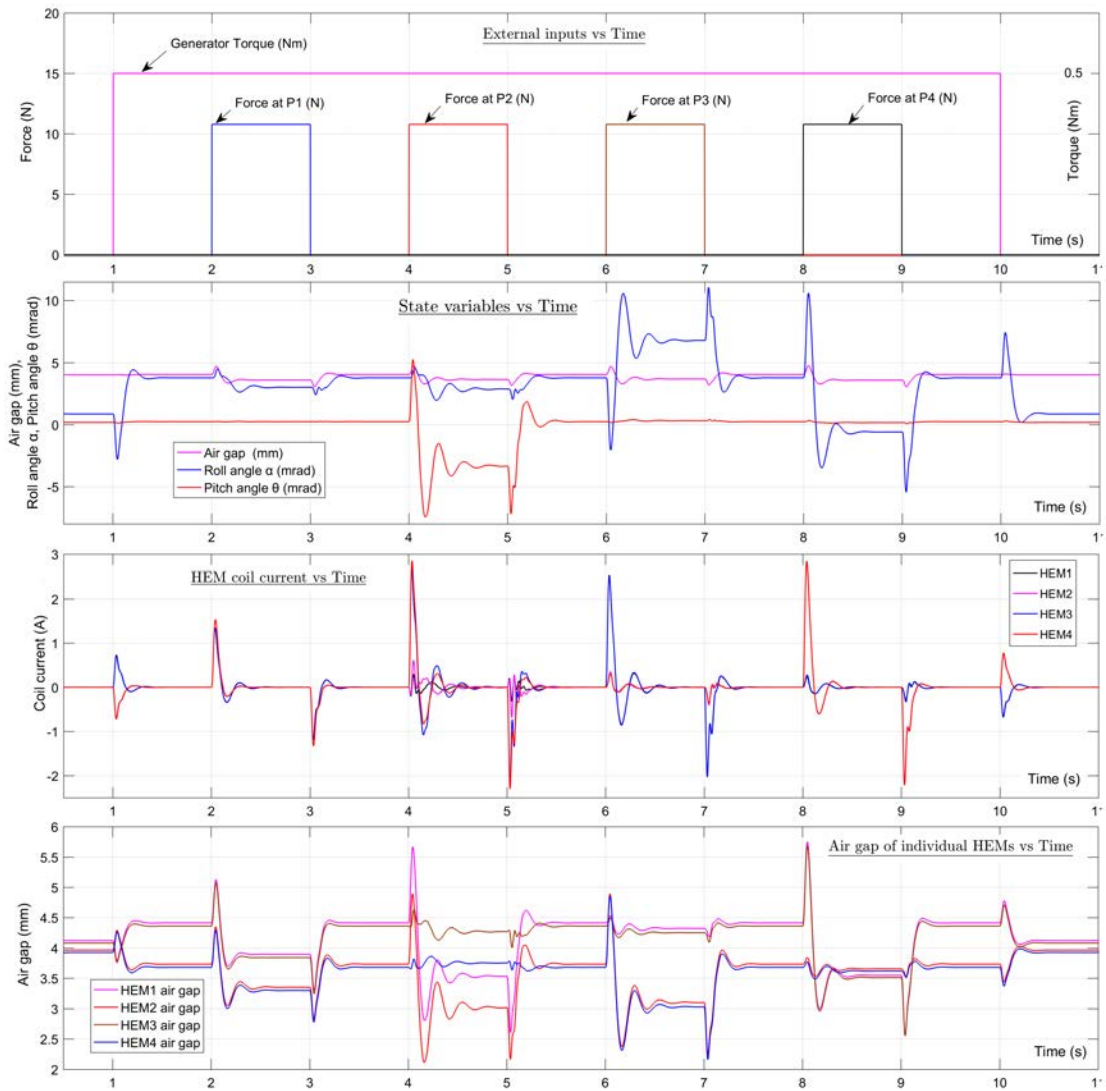 External inputs vs Time
Generator Torque (Nm)
Force at P1 (N)
Force at P2 (N)
Force at P3 (N)
Force at P4 (N)
Force (N)
20
15
10
5
0
0.5
Torque (Nm)
Time (s)
1 2 3 4 5 6 7 8 9 10 11
State variables vs Time
Air gap (mm),
Roll angle α, Pitch angle θ (mrad)
10
5
0
-5
Air gap (mm)
Roll angle α (mrad)
Pitch angle θ (mrad)
Time (s)
1 2 3 4 5 6 7 8 9 10 11
HEM coil current vs Time
Coil current (A)
3
2
1
0
-1
-2
HEM1
HEM2
HEM3
HEM4
Time (s)
1 2 3 4 5 6 7 8 9 10 11
Air gap of individual HEMs vs Time
Air gap (mm)
6
5.5
5
4.5
4
3.5
3
2.5
2
HEM1 air gap
HEM2 air gap
HEM3 air gap
HEM4 air gap
Time (s)
1 2 3 4 5 6 7 8 9 10 11